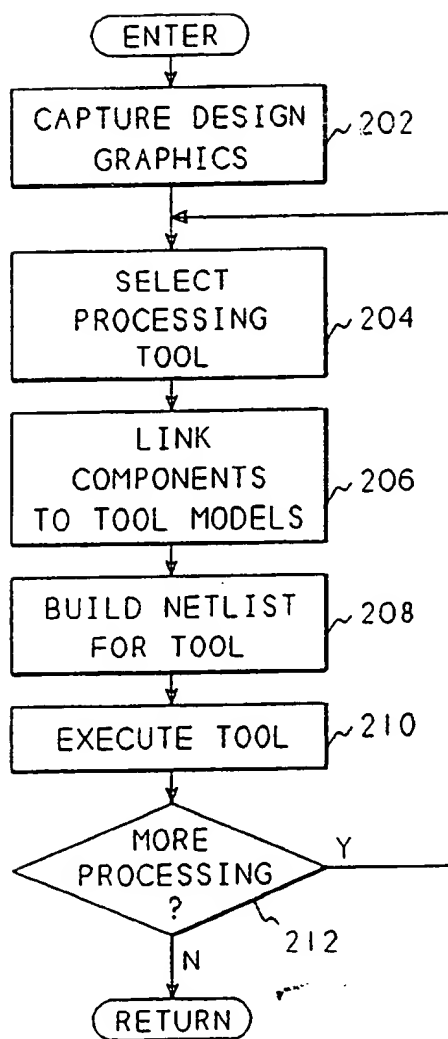 ENTER
CAPTURE DESIGN
GRAPHICS
202
SELECT
PROCESSING
TOOL
204
LINK
COMPONENTS
TO TOOL MODELS
206
BUILD NETLIST
FOR TOOL
208
EXECUTE TOOL
210
MORE
PROCESSING
?
Y
212
N
RETURN